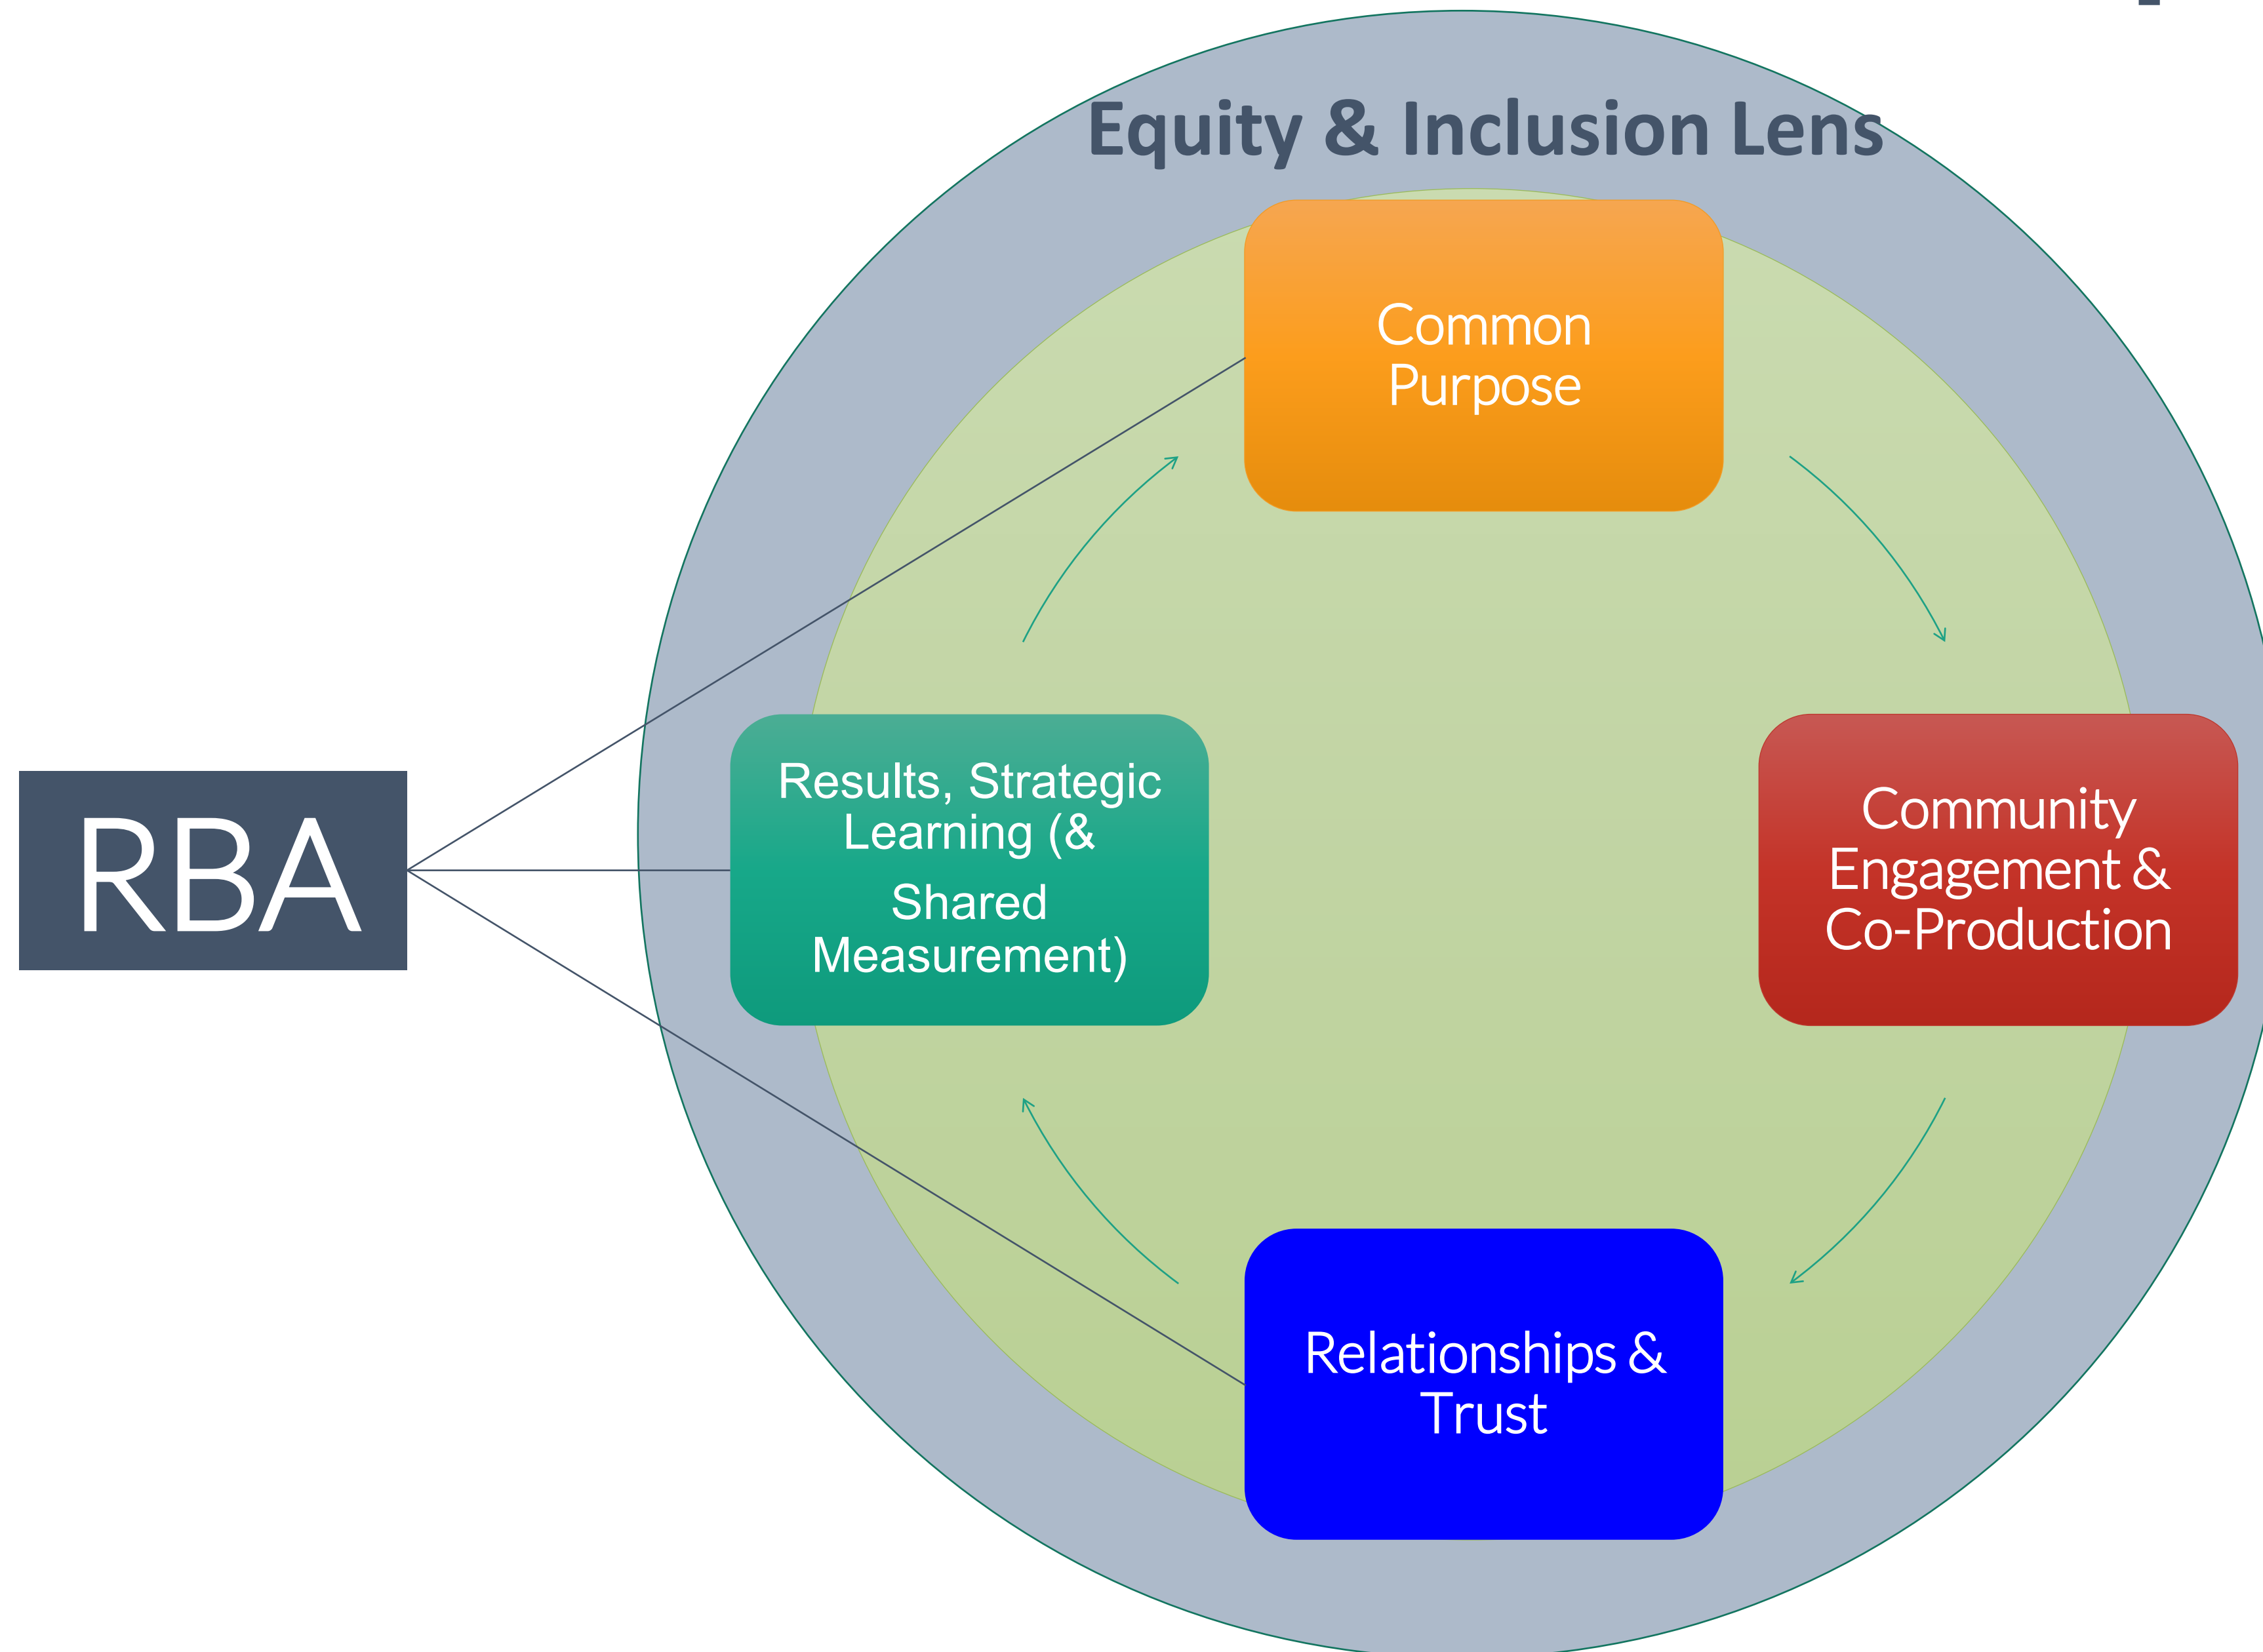 Equity & Inclusion Lens
Common
Purpose
RBA
Results, Strategic
Learning (&
Shared
Measurement)
Community
Engagement &
Co-Production
Relationships &
Trust